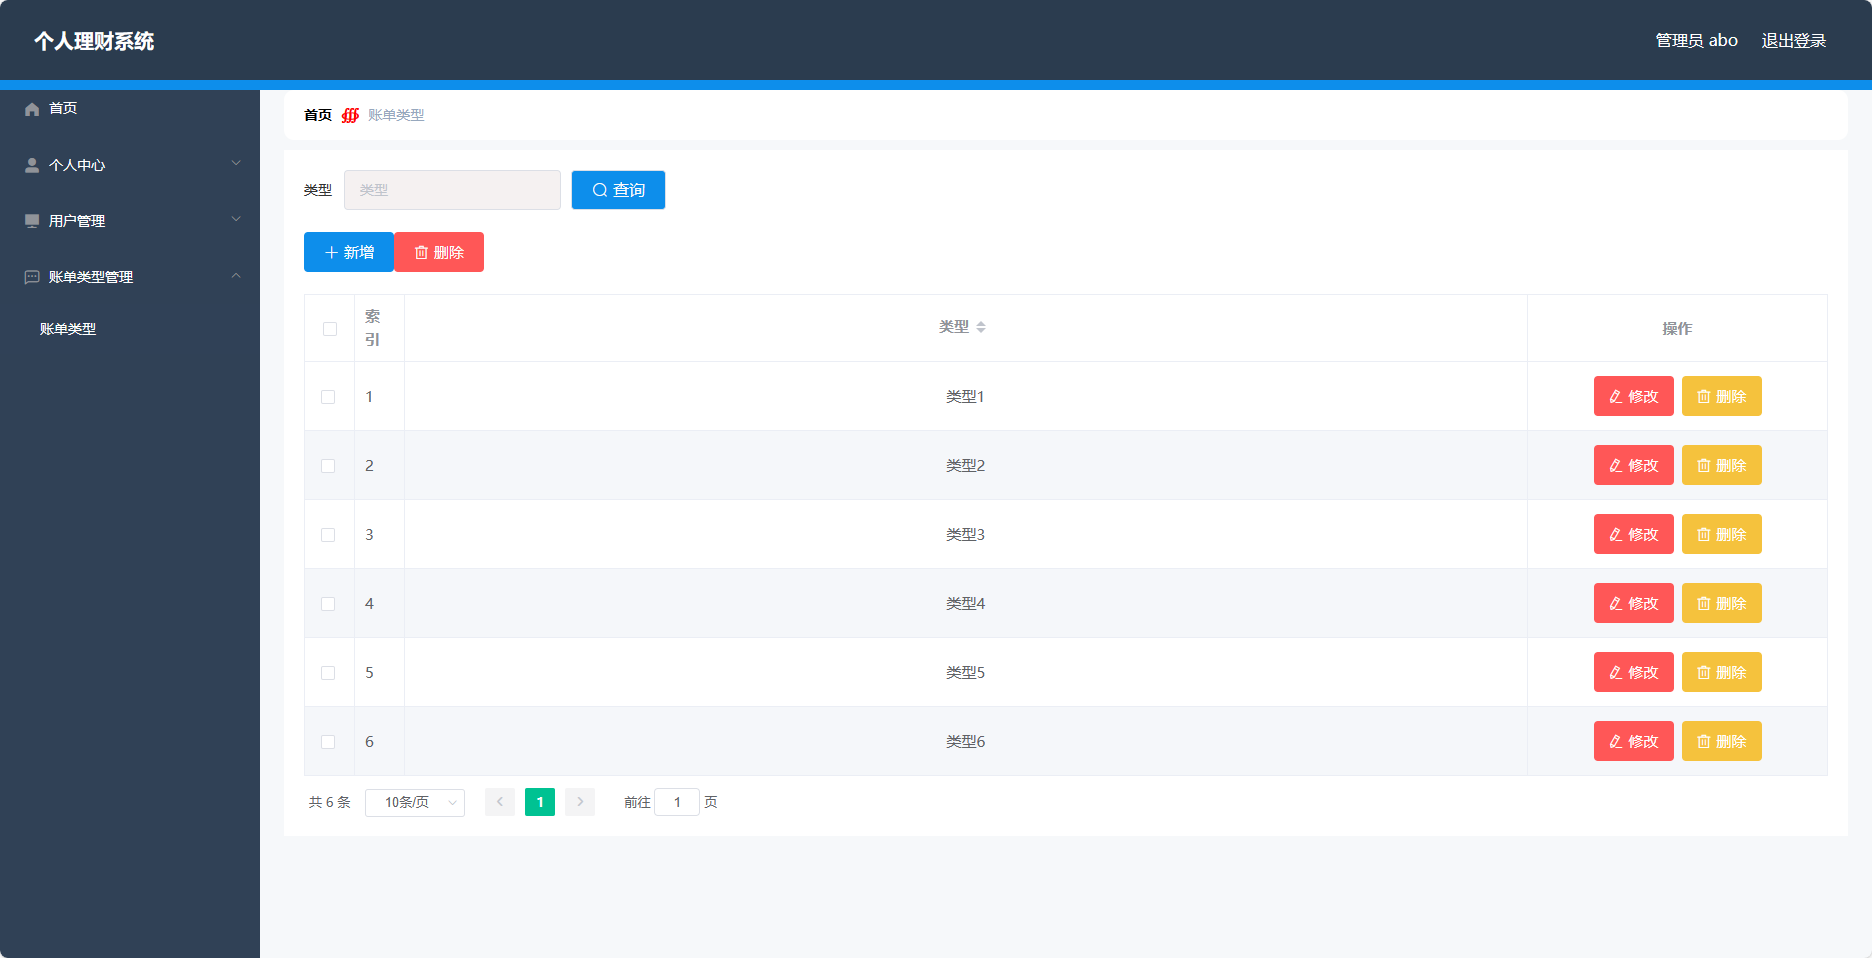 个人理财系统
管理员 abo 退出登录
首页
个人中心
用户管理
账单类型管理
账单类型
首页 账单类型
类型 类型 查询
新增 删除
索引 类型 操作
1 类型1 修改 删除
2 类型2 修改 删除
3 类型3 修改 删除
4 类型4 修改 删除
5 类型5 修改 删除
6 类型6 修改 删除
共 6 条 10条/页 1 前往 1 页